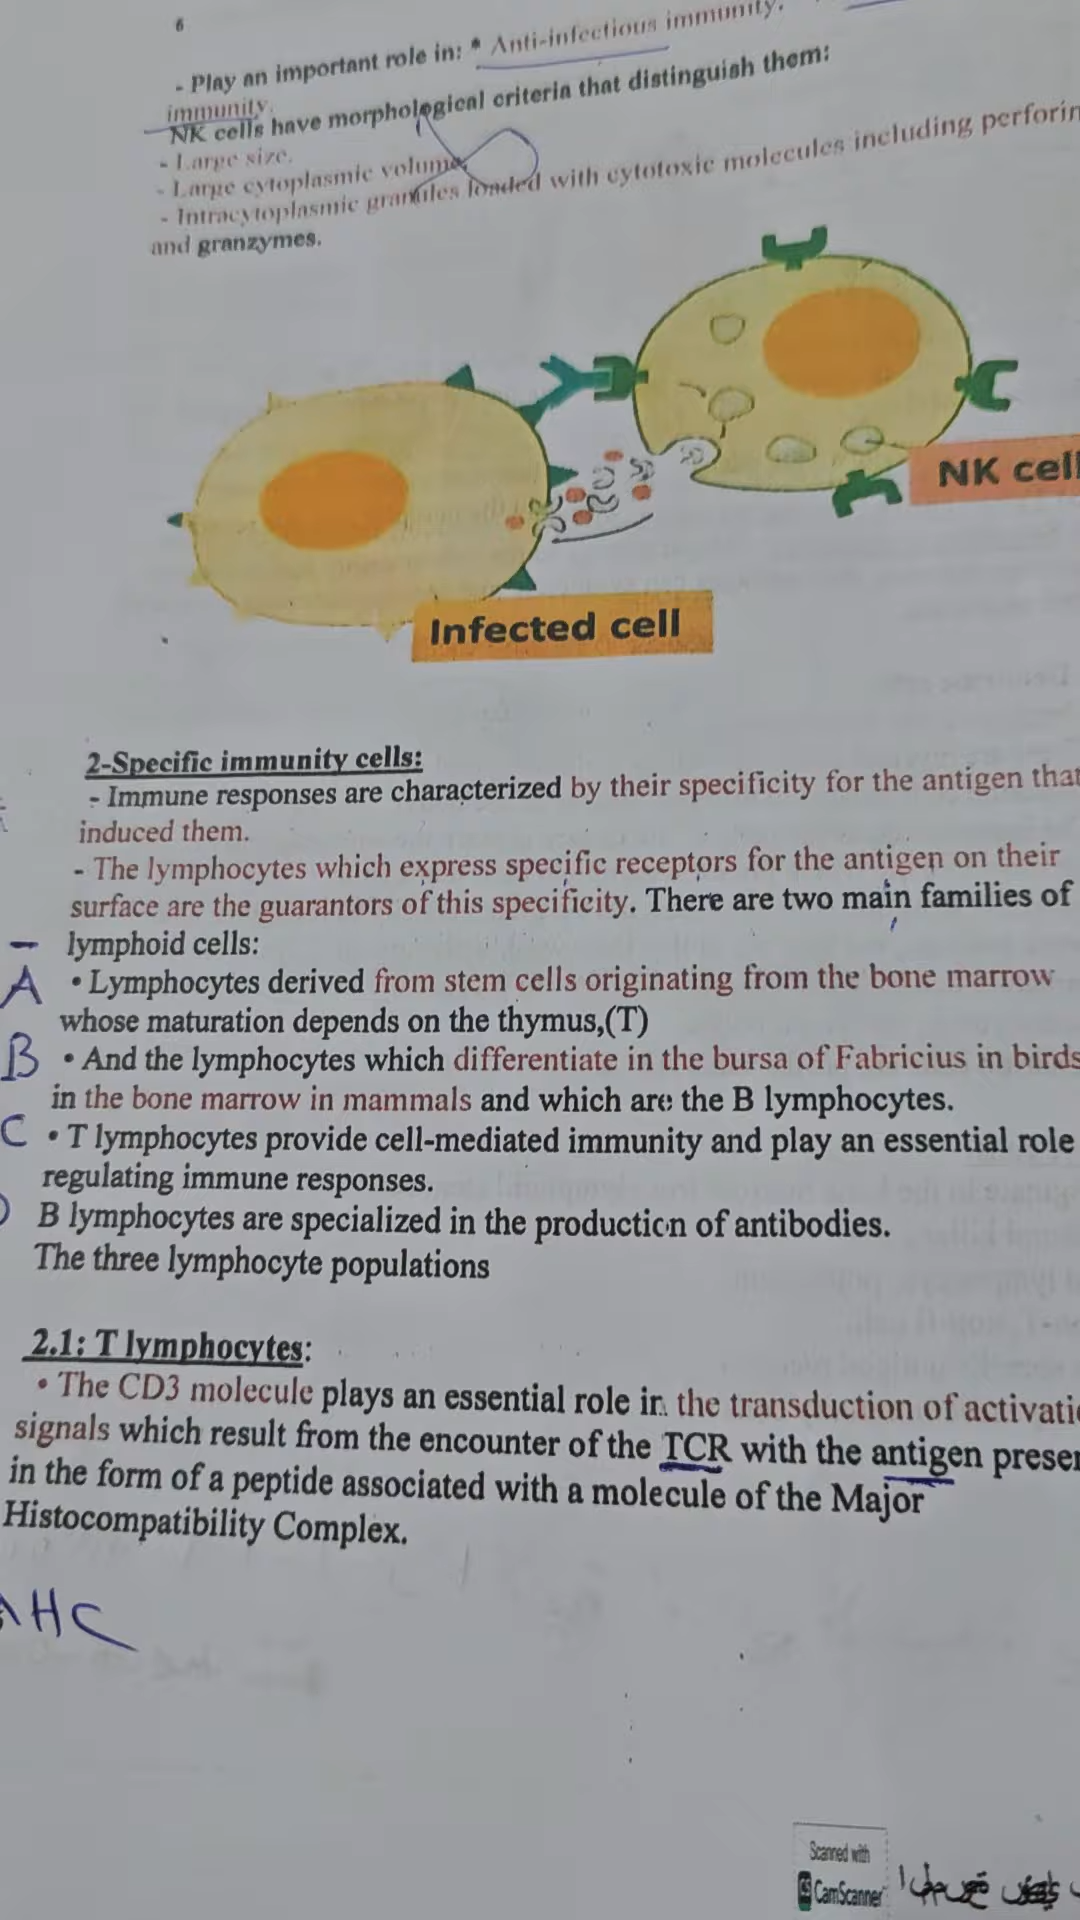 6
- Play an important role in: * Anti-infectious immunity.
immunity.
NK cells have morphological criteria that distinguish them:
- Large size.
- Large cytoplasmic volume.
- Intracytoplasmic granules loaded with cytotoxic molecules including perforin
and granzymes.
NK cell
Infected cell
2-Specific immunity cells:
- Immune responses are characterized by their specificity for the antigen that
induced them.
- The lymphocytes which express specific receptors for the antigen on their
surface are the guarantors of this specificity. There are two main families of
lymphoid cells:
A • Lymphocytes derived from stem cells originating from the bone marrow
whose maturation depends on the thymus,(T)
B • And the lymphocytes which differentiate in the bursa of Fabricius in birds
in the bone marrow in mammals and which are the B lymphocytes.
C • T lymphocytes provide cell-mediated immunity and play an essential role
regulating immune responses.
B lymphocytes are specialized in the production of antibodies.
The three lymphocyte populations
2.1: T lymphocytes:
• The CD3 molecule plays an essential role in the transduction of activati
signals which result from the encounter of the TCR with the antigen presen
in the form of a peptide associated with a molecule of the Major
Histocompatibility Complex.
HC
Scanned with
CS CamScanner